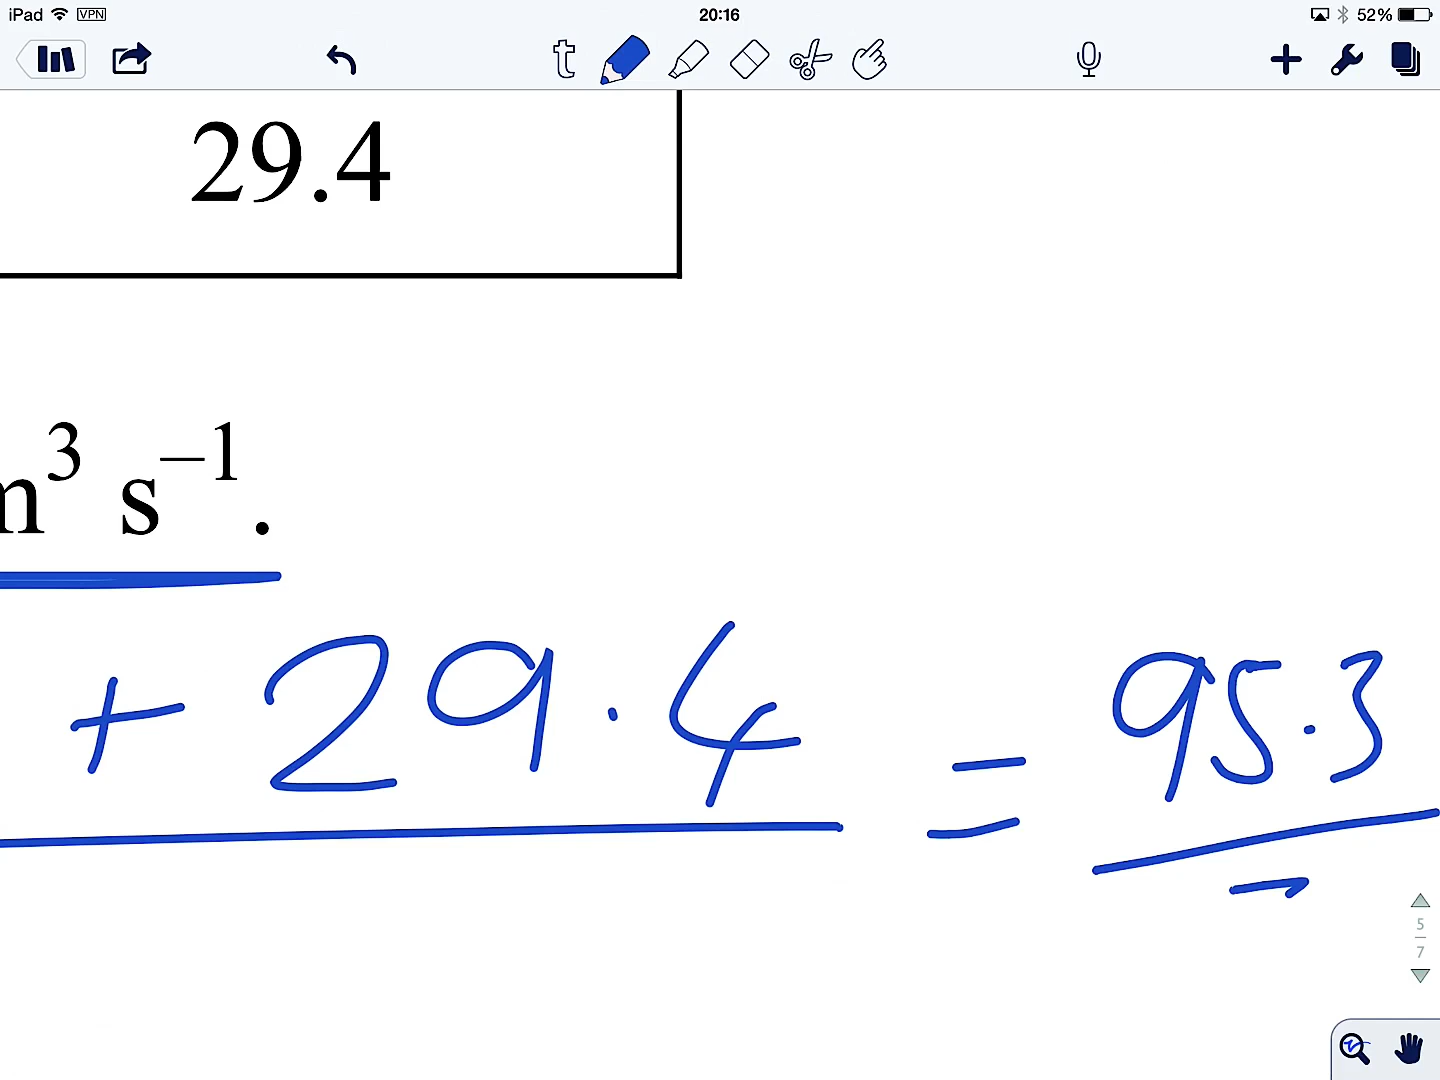 iPad VPN 20:16 52%
t
29.4
m³ s⁻¹.
+ 29.4 = 95.3
5
7